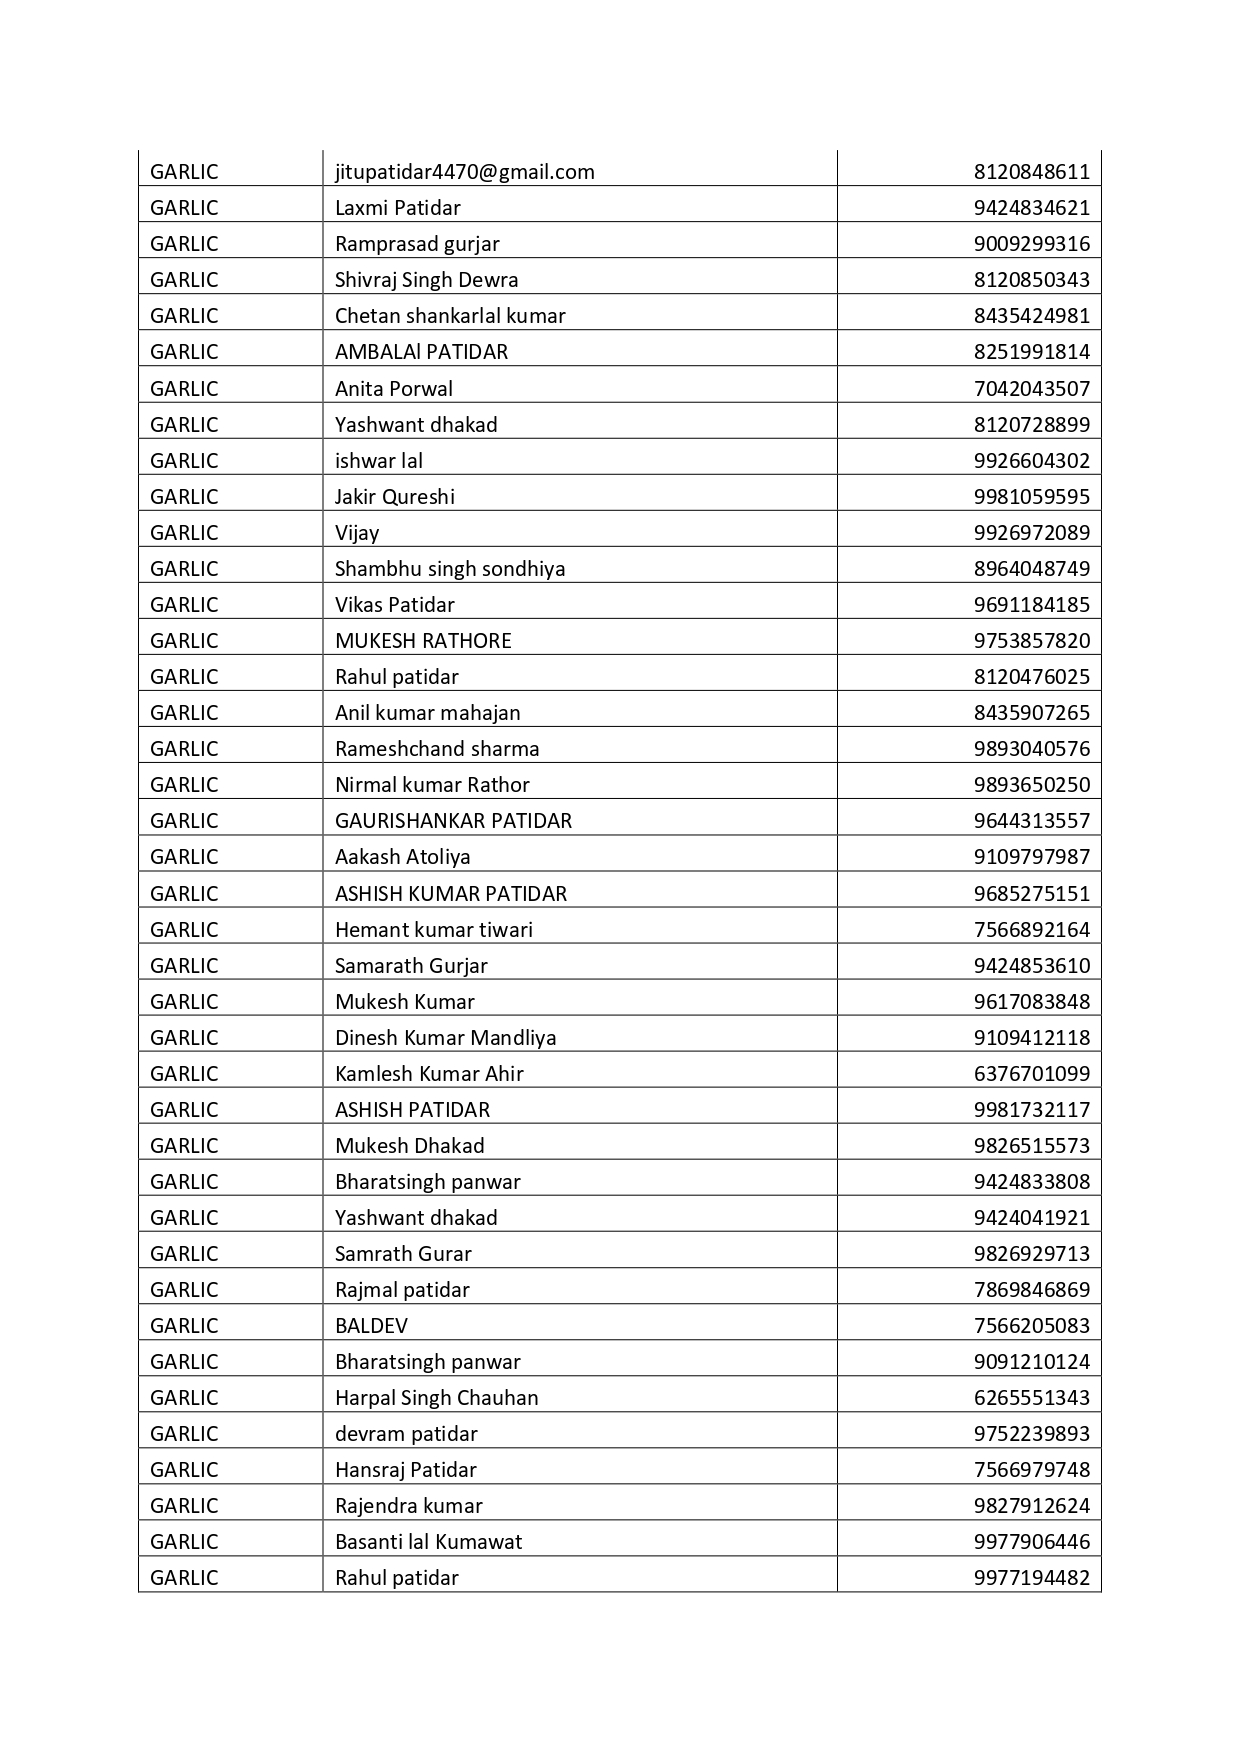 GARLIC jitupatidar4470@gmail.com 8120848611
GARLIC Laxmi Patidar 9424834621
GARLIC Ramprasad gurjar 9009299316
GARLIC Shivraj Singh Dewra 8120850343
GARLIC Chetan shankarlal kumar 8435424981
GARLIC AMBALAl PATIDAR 8251991814
GARLIC Anita Porwal 7042043507
GARLIC Yashwant dhakad 8120728899
GARLIC ishwar lal 9926604302
GARLIC Jakir Qureshi 9981059595
GARLIC Vijay 9926972089
GARLIC Shambhu singh sondhiya 8964048749
GARLIC Vikas Patidar 9691184185
GARLIC MUKESH RATHORE 9753857820
GARLIC Rahul patidar 8120476025
GARLIC Anil kumar mahajan 8435907265
GARLIC Rameshchand sharma 9893040576
GARLIC Nirmal kumar Rathor 9893650250
GARLIC GAURISHANKAR PATIDAR 9644313557
GARLIC Aakash Atoliya 9109797987
GARLIC ASHISH KUMAR PATIDAR 9685275151
GARLIC Hemant kumar tiwari 7566892164
GARLIC Samarath Gurjar 9424853610
GARLIC Mukesh Kumar 9617083848
GARLIC Dinesh Kumar Mandliya 9109412118
GARLIC Kamlesh Kumar Ahir 6376701099
GARLIC ASHISH PATIDAR 9981732117
GARLIC Mukesh Dhakad 9826515573
GARLIC Bharatsingh panwar 9424833808
GARLIC Yashwant dhakad 9424041921
GARLIC Samrath Gurar 9826929713
GARLIC Rajmal patidar 7869846869
GARLIC BALDEV 7566205083
GARLIC Bharatsingh panwar 9091210124
GARLIC Harpal Singh Chauhan 6265551343
GARLIC devram patidar 9752239893
GARLIC Hansraj Patidar 7566979748
GARLIC Rajendra kumar 9827912624
GARLIC Basanti lal Kumawat 9977906446
GARLIC Rahul patidar 9977194482